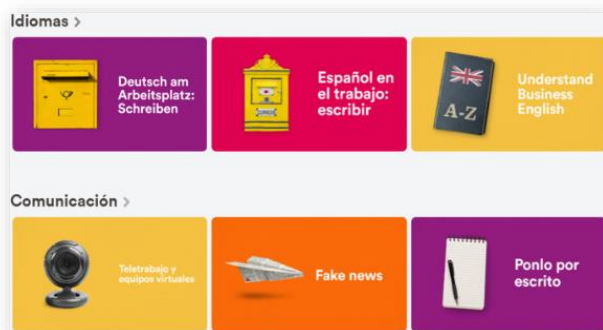 Idiomas >
Deutsch am
Arbeitsplatz:
Schreiben
Español en
el trabajo:
escribir
A-Z
Understand
Business
English
Comunicación >
Teletrabajo y
equipos virtuales
Fake news
Ponlo por
escrito